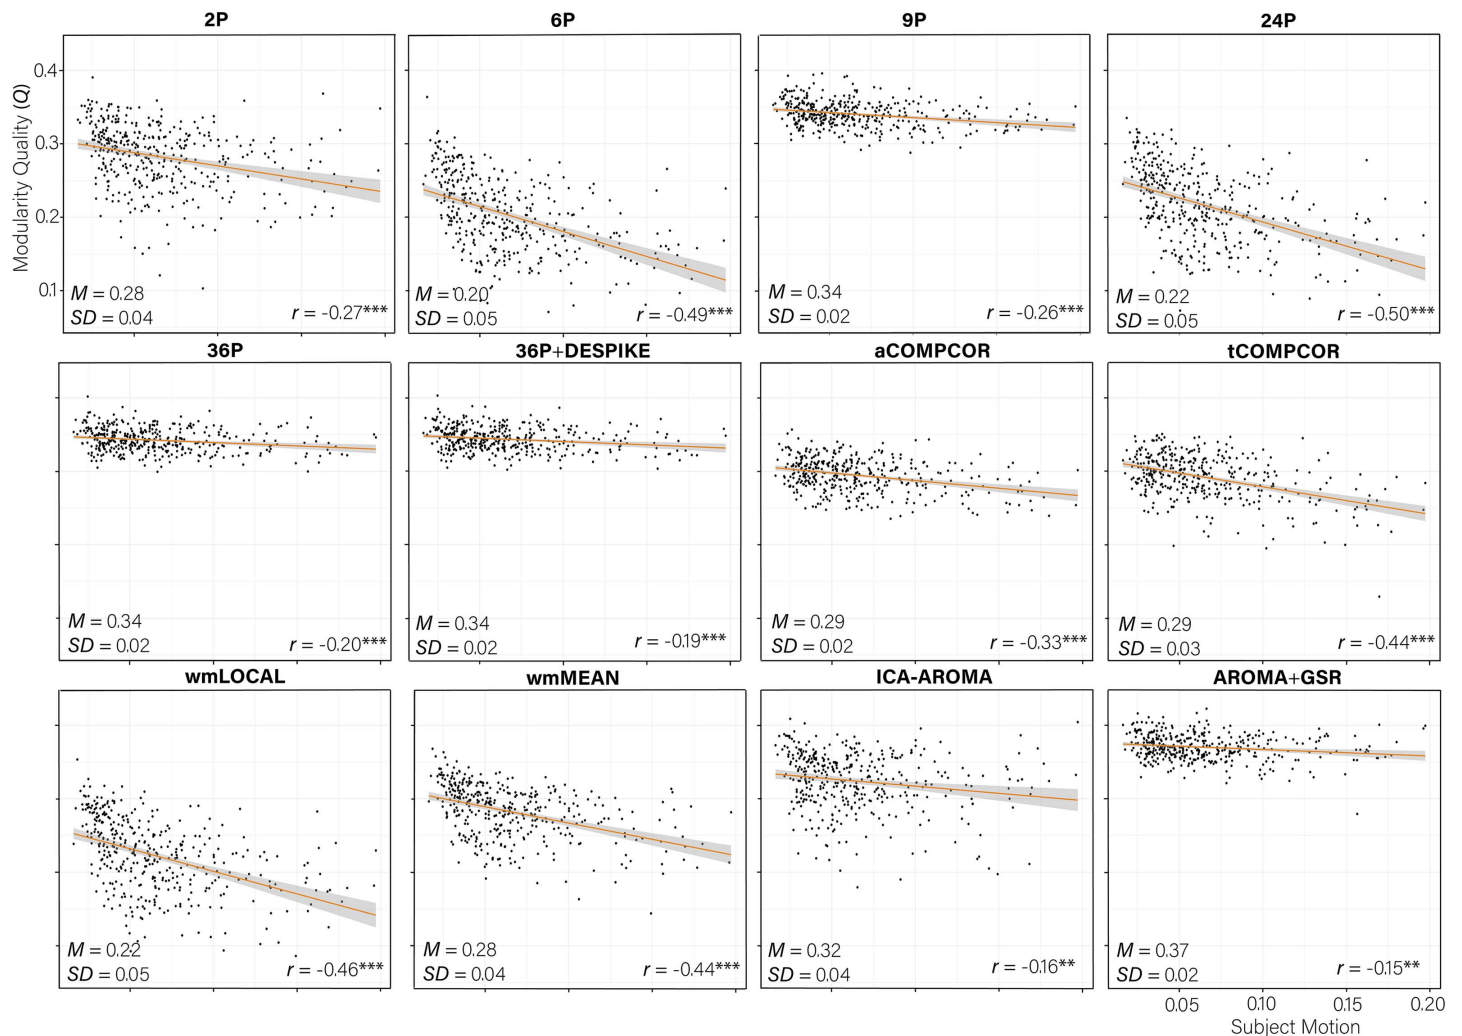 2P 6P 9P 24P
Modularity Quality (Q)
0.4
0.3
0.2
0.1
M = 0.28
SD = 0.04
r = -0.27***
M = 0.20
SD = 0.05
r = -0.49***
M = 0.34
SD = 0.02
r = -0.26***
M = 0.22
SD = 0.05
r = -0.50***
36P 36P+DESPIKE aCOMPCOR tCOMPCOR
M = 0.34
SD = 0.02
r = -0.20***
M = 0.34
SD = 0.02
r = -0.19***
M = 0.29
SD = 0.02
r = -0.33***
M = 0.29
SD = 0.03
r = -0.44***
wmLOCAL wmMEAN ICA-AROMA AROMA+GSR
M = 0.22
SD = 0.05
r = -0.46***
M = 0.28
SD = 0.04
r = -0.44***
M = 0.32
SD = 0.04
r = -0.16**
M = 0.37
SD = 0.02
r = -0.15**
0.05 0.10 0.15 0.20
Subject Motion